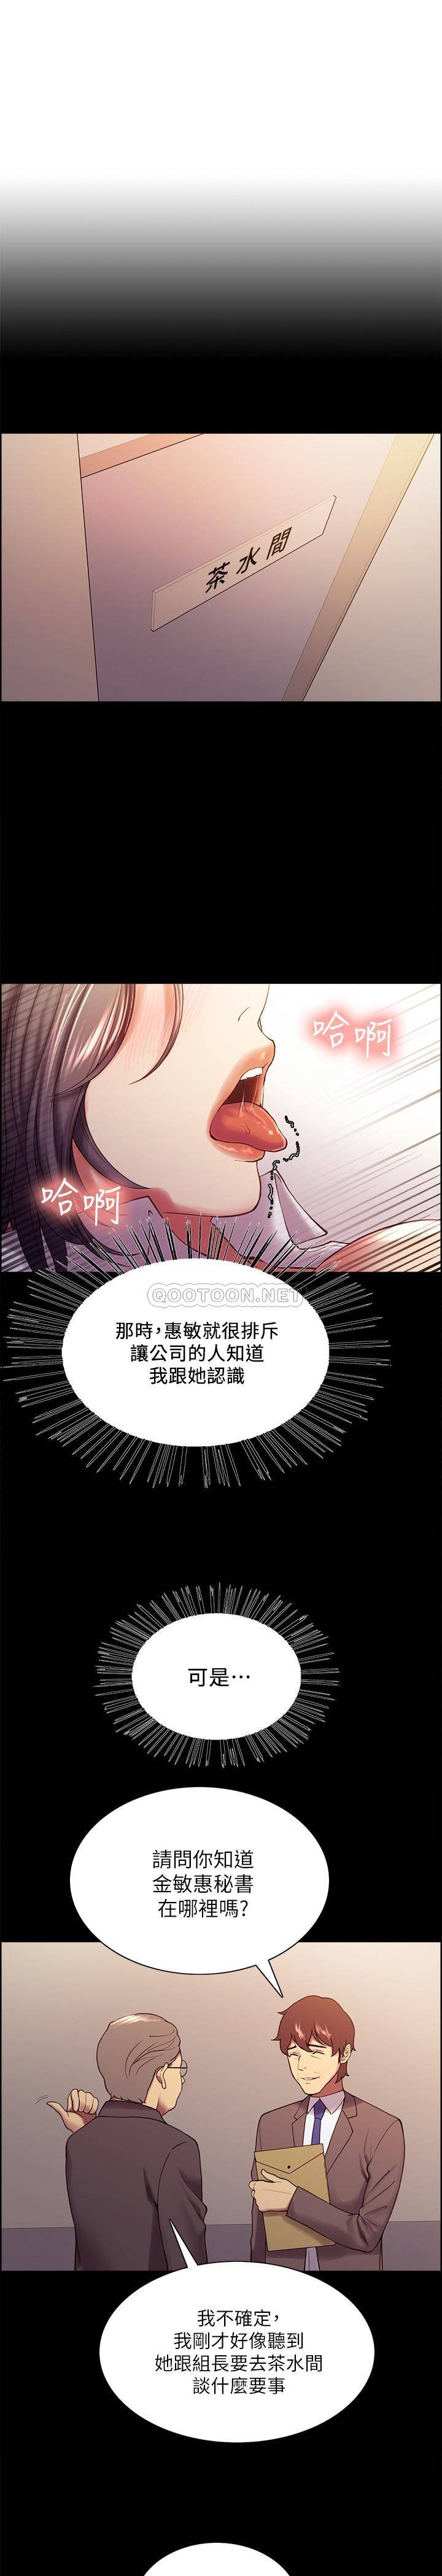 茶水間
哈啊
哈啊
QOOTOON.NET
那時,惠敏就很排斥
讓公司的人知道
我跟她認識
可是…
請問你知道
金敏惠秘書
在哪裡嗎?
我不確定,
我剛才好像聽到
她跟組長要去茶水間
談什麼要事